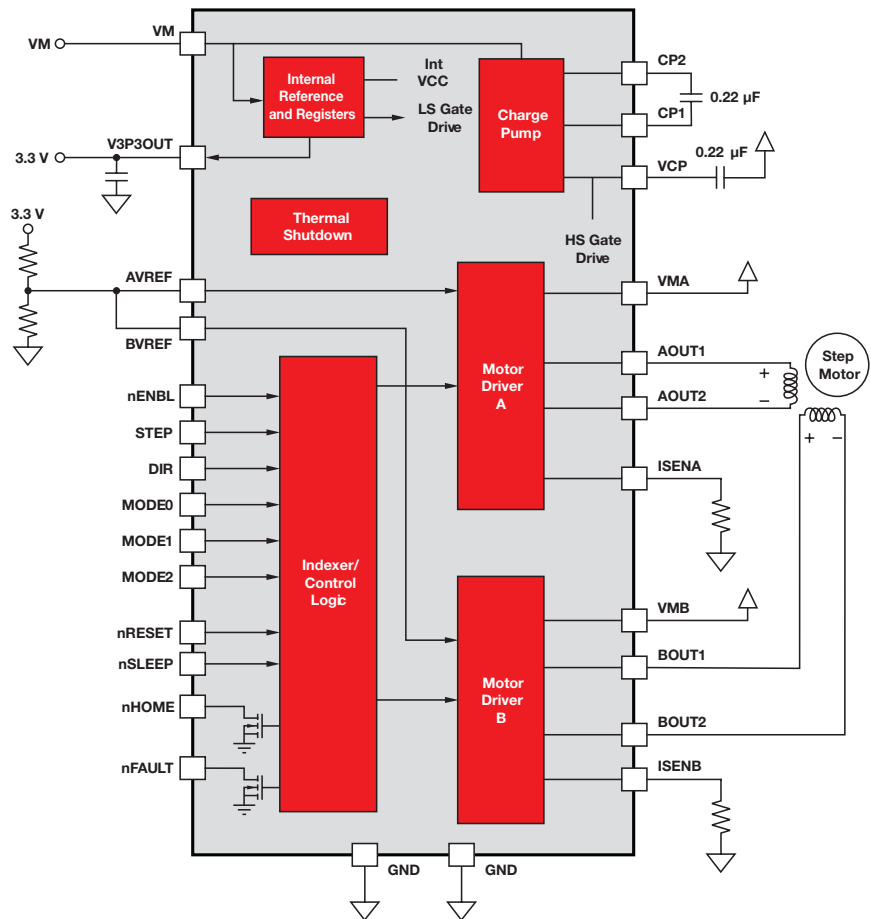 VM
VM
Internal
Reference
and Registers
Int
VCC
LS Gate
Drive
Charge
Pump
CP2
CP1
0.22 µF
VCP
0.22 µF
HS Gate
Drive
V3P3OUT
3.3 V
Thermal
Shutdown
3.3 V
AVREF
BVREF
nENBL
STEP
DIR
MODE0
MODE1
MODE2
nRESET
nSLEEP
nHOME
nFAULT
Indexer/
Control
Logic
Motor
Driver
A
VMA
AOUT1
AOUT2
+
–
Step
Motor
+ –
ISENA
Motor
Driver
B
VMB
BOUT1
BOUT2
ISENB
GND
GND